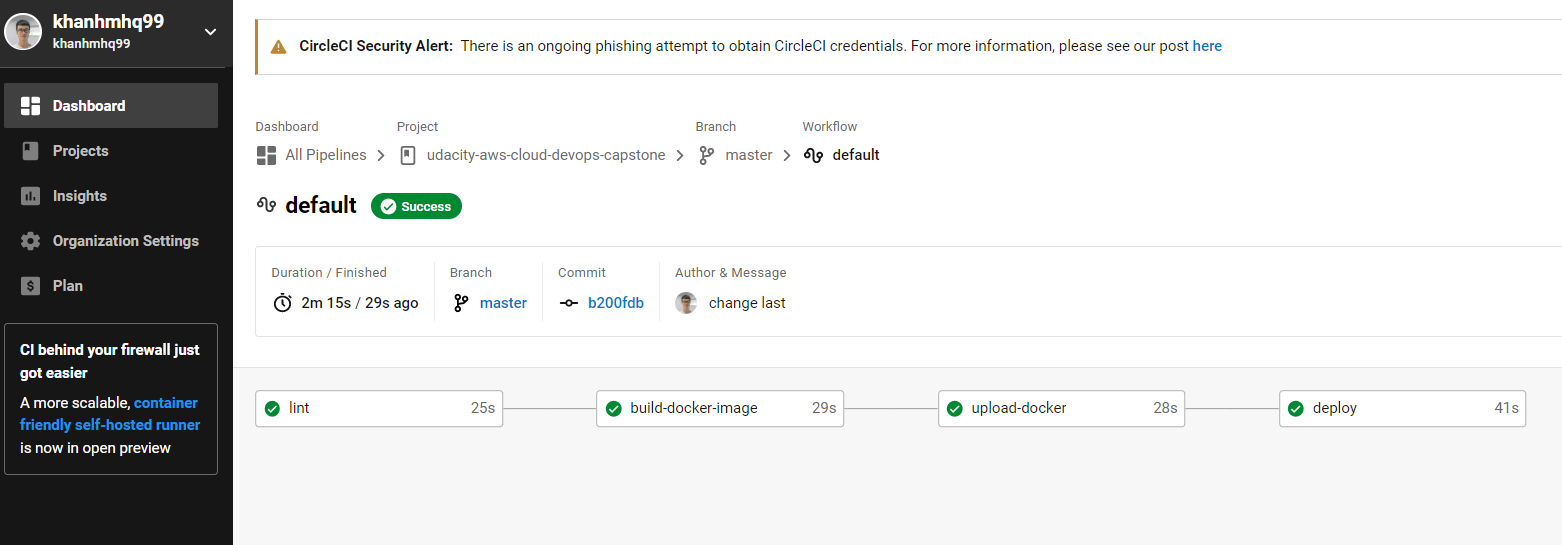 khanhmhq99
khanhmhq99
Dashboard
Projects
Insights
Organization Settings
Plan
CI behind your firewall just
got easier
A more scalable, container
friendly self-hosted runner
is now in open preview
CircleCI Security Alert: There is an ongoing phishing attempt to obtain CircleCI credentials. For more information, please see our post here
Dashboard Project Branch Workflow
All Pipelines udacity-aws-cloud-devops-capstone master default
default Success
Duration / Finished Branch Commit Author & Message
2m 15s / 29s ago master b200fdb change last
lint 25s build-docker-image 29s upload-docker 28s deploy 41s